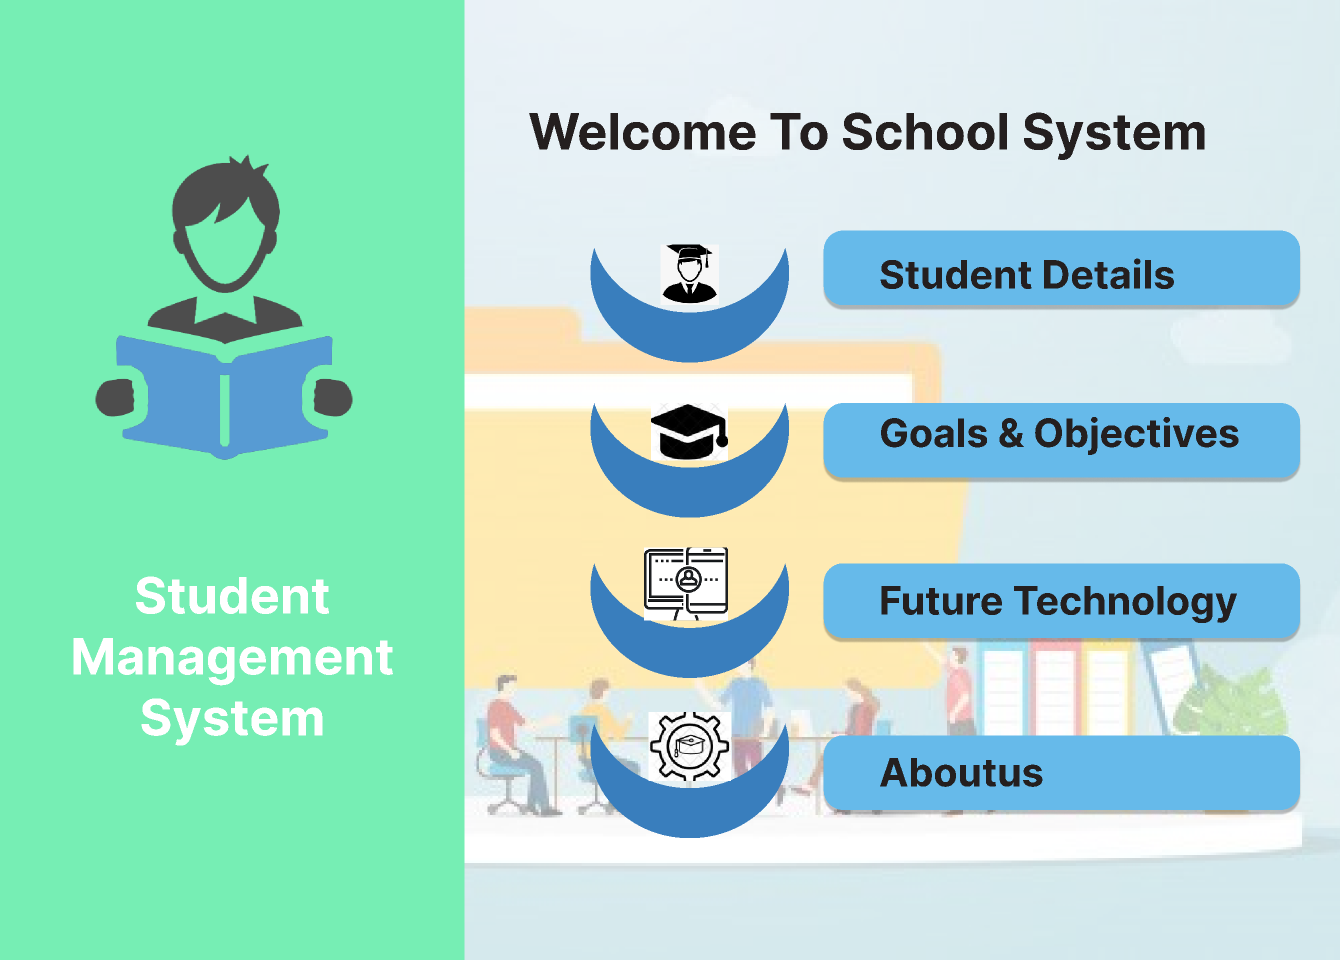 Student
Management
System
Welcome To School System
Student Details
Goals & Objectives
Future Technology
Aboutus